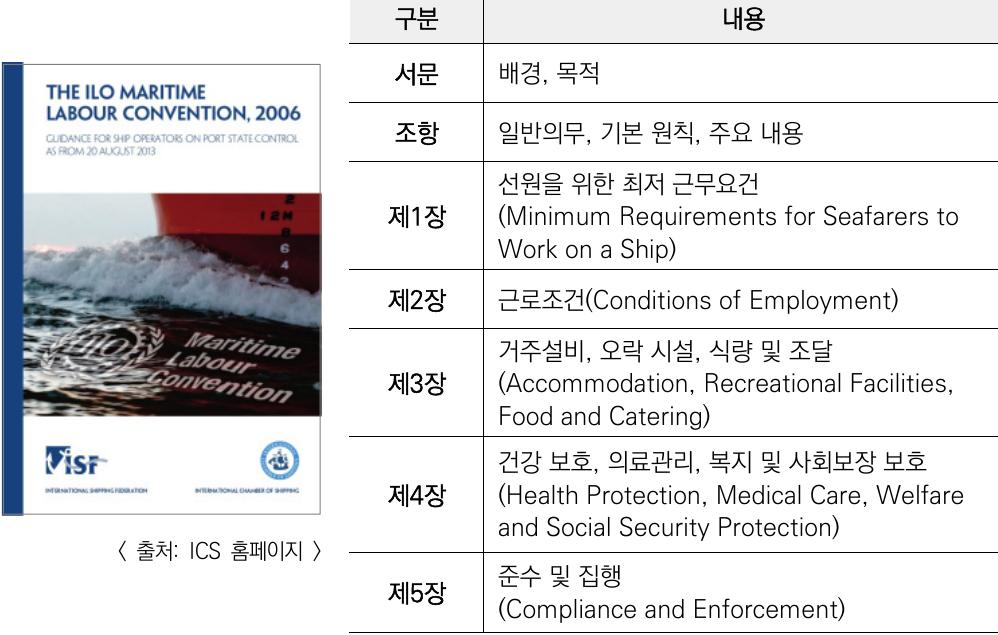 THE ILO MARITIME
LABOUR CONVENTION, 2006
GUIDANCE FOR SHIP OPERATORS ON PORT STATE CONTROL
AS FROM 20 AUGUST 2013
2
12M
8
6
4
2
ILO
Maritime
Labour
Convention
ISF
INTERNATIONAL SHIPPING FEDERATION
INTERNATIONAL CHAMBER OF SHIPPING
〈 출처: ICS 홈페이지 〉
구분 내용
서문 배경, 목적
조항 일반의무, 기본 원칙, 주요 내용
제1장 선원을 위한 최저 근무요건
(Minimum Requirements for Seafarers to
Work on a Ship)
제2장 근로조건(Conditions of Employment)
제3장 거주설비, 오락 시설, 식량 및 조달
(Accommodation, Recreational Facilities,
Food and Catering)
제4장 건강 보호, 의료관리, 복지 및 사회보장 보호
(Health Protection, Medical Care, Welfare
and Social Security Protection)
제5장 준수 및 집행
(Compliance and Enforcement)